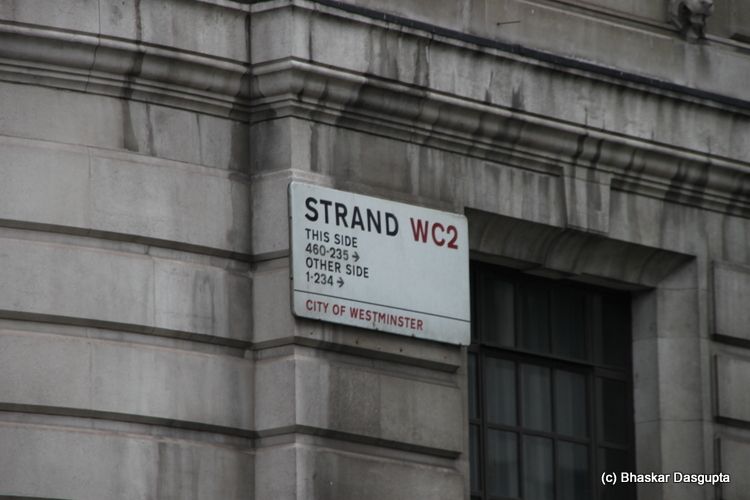 STRAND WC2
THIS SIDE
460-235→
OTHER SIDE
1-234→
CITY OF WESTMINSTER
(c) Bhaskar Dasgupta